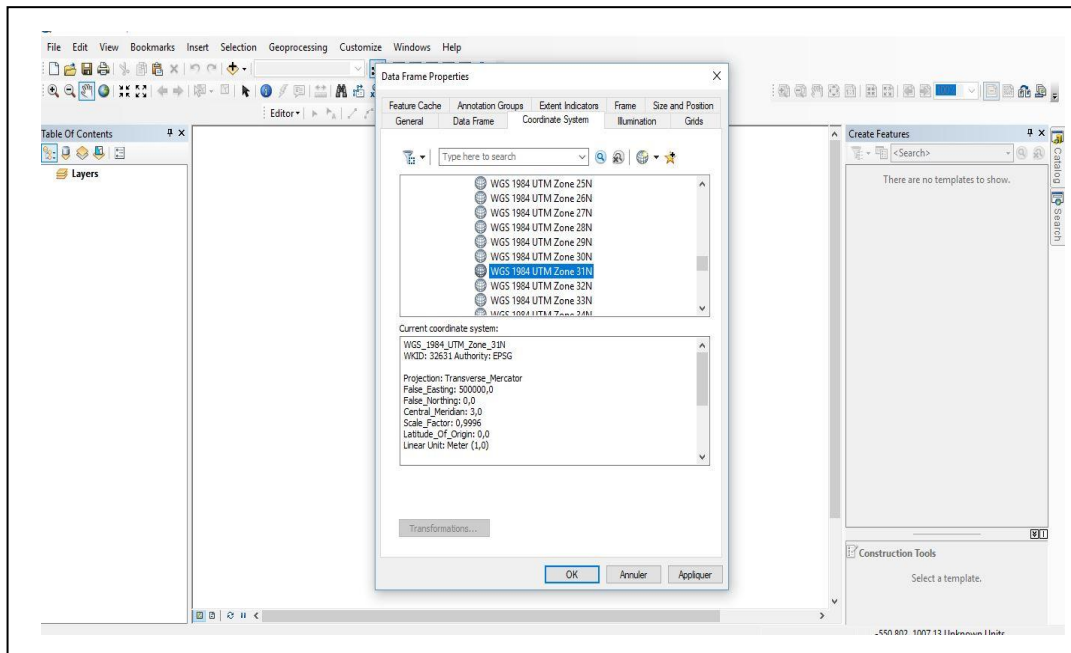 File Edit View Bookmarks Insert Selection Geoprocessing Customize Windows Help
Editor
Table Of Contents
Layers
Data Frame Properties
Feature Cache Annotation Groups Extent Indicators Frame Size and Position
General Data Frame Coordinate System Illumination Grids
Type here to search
WGS 1984 UTM Zone 25N
WGS 1984 UTM Zone 26N
WGS 1984 UTM Zone 27N
WGS 1984 UTM Zone 28N
WGS 1984 UTM Zone 29N
WGS 1984 UTM Zone 30N
WGS 1984 UTM Zone 31N
WGS 1984 UTM Zone 32N
WGS 1984 UTM Zone 33N
WGS 1984 UTM Zone 34N
Current coordinate system:
WGS_1984_UTM_Zone_31N
WKID: 32631 Authority: EPSG
Projection: Transverse_Mercator
False_Easting: 500000,0
False_Northing: 0,0
Central_Meridian: 3,0
Scale_Factor: 0,9996
Latitude_Of_Origin: 0,0
Linear Unit: Meter (1,0)
Transformations...
OK Annuler Appliquer
Create Features
<Search>
There are no templates to show.
Construction Tools
Select a template.
Catalog
Search
-550,802 1007,13 Unknown Units